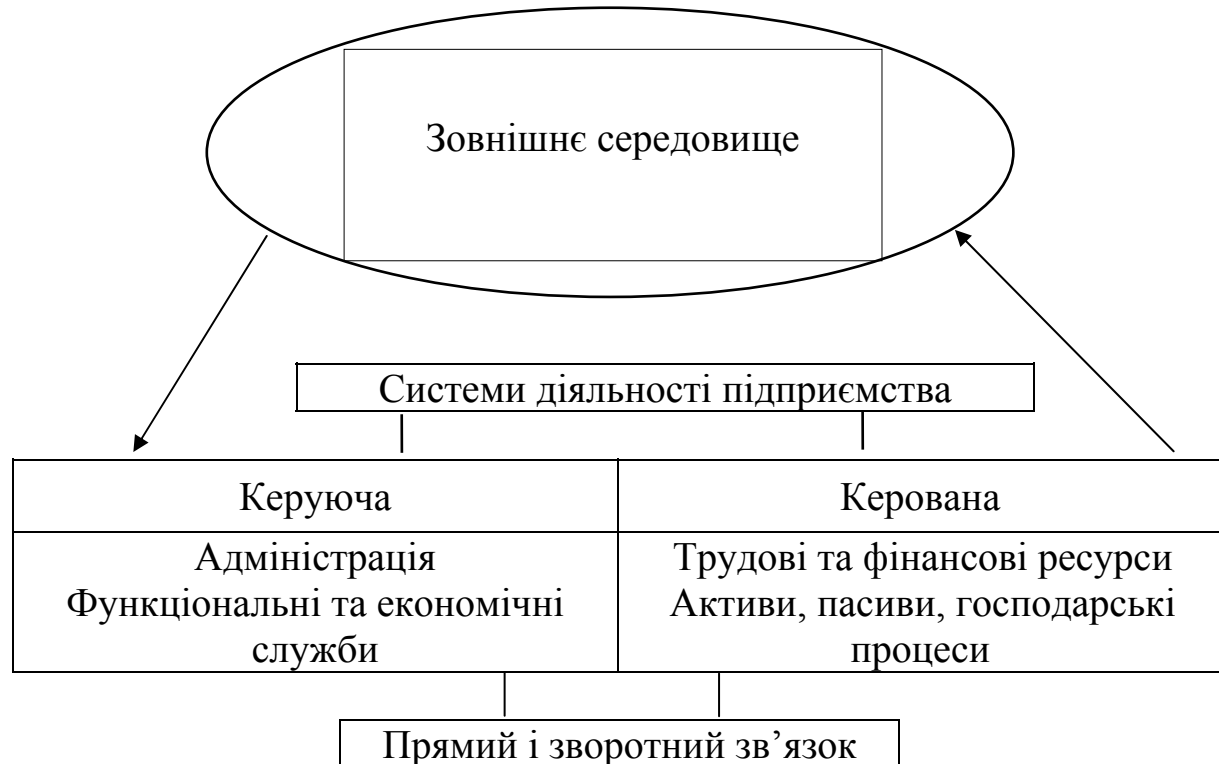 Зовнішнє середовище
Системи діяльності підприємства
Керуюча
Керована
Адміністрація
Функціональні та економічні
служби
Трудові та фінансові ресурси
Активи, пасиви, господарські
процеси
Прямий і зворотний зв’язок